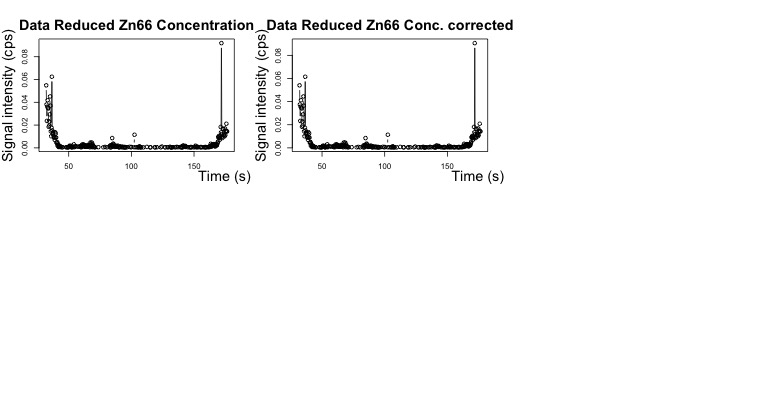 Data Reduced Zn66 Concentration
Signal intensity (cps)
0.00 0.02 0.04 0.06 0.08
50 100 150
Time (s)
Data Reduced Zn66 Conc. corrected
Signal intensity (cps)
0.00 0.02 0.04 0.06 0.08
50 100 150
Time (s)